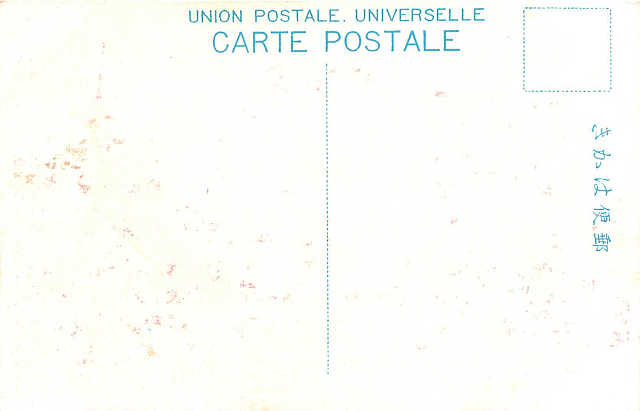 UNION POSTALE. UNIVERSELLE
CARTE POSTALE
郵便はかき